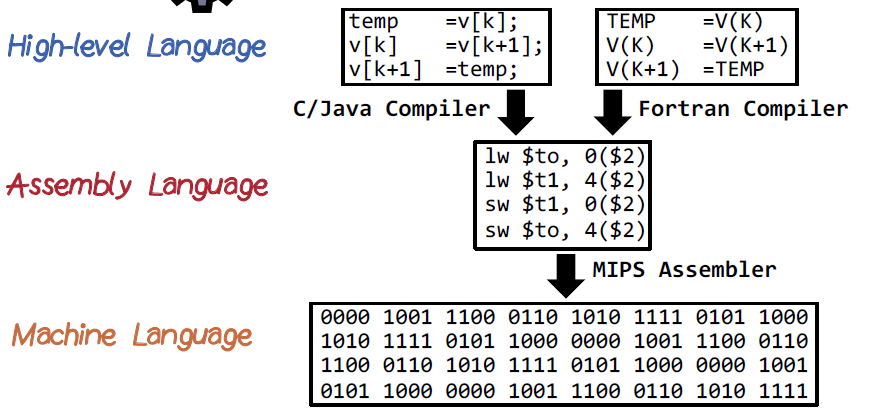 High-level Language
temp =v[k];
v[k] =v[k+1];
v[k+1] =temp;
TEMP =V(K)
V(K) =V(K+1)
V(K+1) =TEMP
C/Java Compiler
Fortran Compiler
Assembly Language
lw $to, 0($2)
lw $t1, 4($2)
sw $t1, 0($2)
sw $to, 4($2)
MIPS Assembler
Machine Language
0000 1001 1100 0110 1010 1111 0101 1000
1010 1111 0101 1000 0000 1001 1100 0110
1100 0110 1010 1111 0101 1000 0000 1001
0101 1000 0000 1001 1100 0110 1010 1111